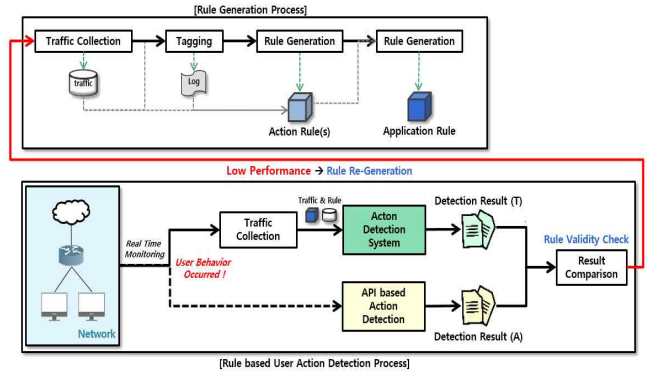 [Rule Generation Process]
Traffic Collection
Tagging
Rule Generation
Rule Generation
traffic
Log
Action Rule(s)
Application Rule
Low Performance → Rule Re-Generation
Traffic & Rule
Detection Result (T)
Real Time
Monitoring
Traffic
Collection
Acton
Detection
System
User Behavior
Occurred !
Rule Validity Check
Result
Comparison
API based
Action
Detection
Network
Detection Result (A)
[Rule based User Action Detection Process]